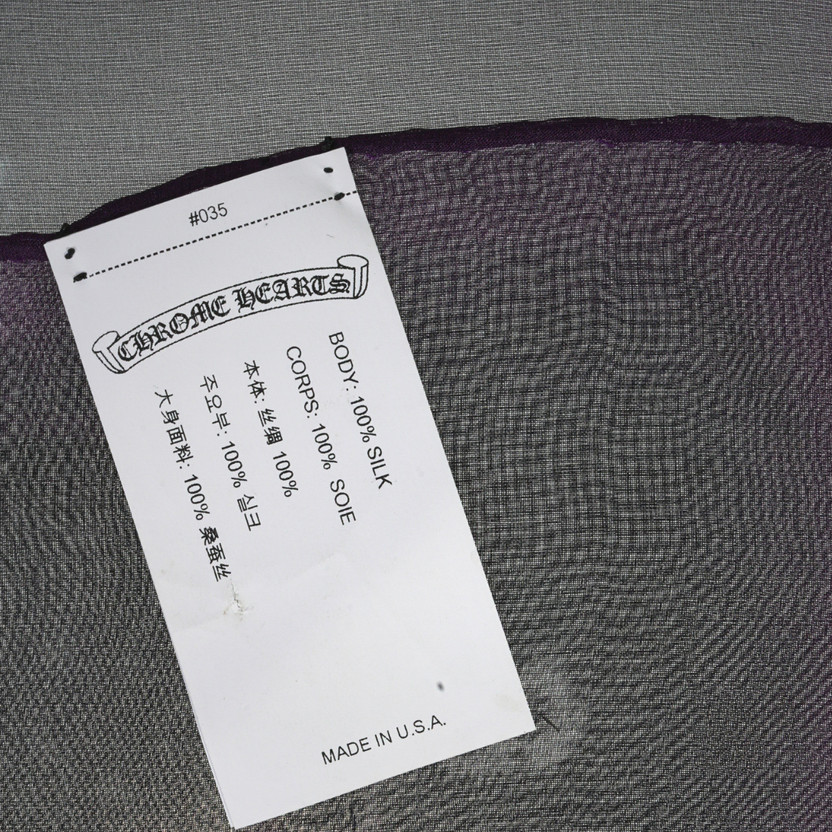 #035
CHROME HEARTS
BODY: 100% SILK
CORPS: 100% SOIE
本体: 丝绸 100%
주요부: 100% 실크
大身面料: 100% 桑蚕丝
MADE IN U.S.A.